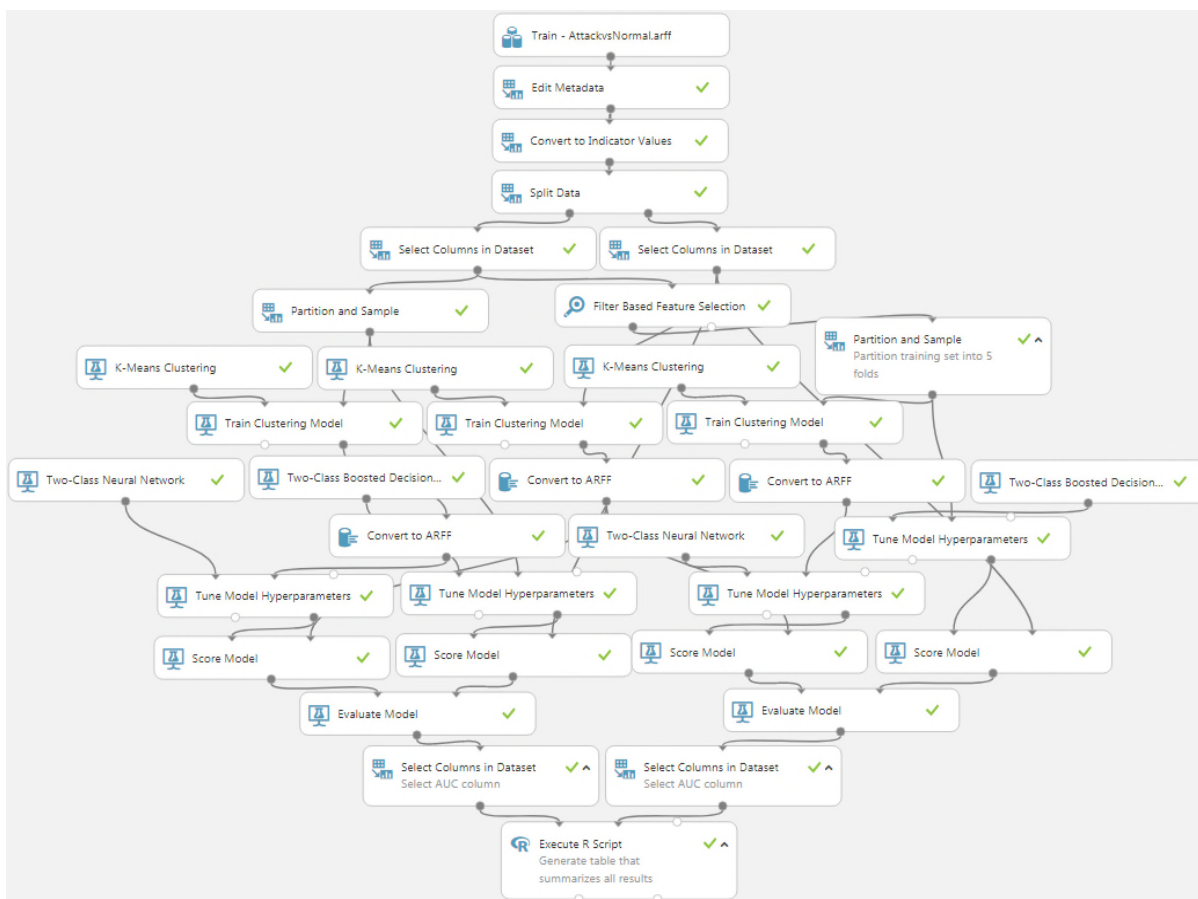 Train - AttackvsNormal.arff
Edit Metadata
Convert to Indicator Values
Split Data
Select Columns in Dataset
Select Columns in Dataset
Partition and Sample
Filter Based Feature Selection
Partition and Sample
Partition training set into 5
folds
K-Means Clustering
K-Means Clustering
K-Means Clustering
Train Clustering Model
Train Clustering Model
Train Clustering Model
Two-Class Neural Network
Two-Class Boosted Decision...
Convert to ARFF
Convert to ARFF
Two-Class Boosted Decision...
Convert to ARFF
Two-Class Neural Network
Tune Model Hyperparameters
Tune Model Hyperparameters
Tune Model Hyperparameters
Tune Model Hyperparameters
Score Model
Score Model
Score Model
Score Model
Evaluate Model
Evaluate Model
Select Columns in Dataset
Select AUC column
Select Columns in Dataset
Select AUC column
Execute R Script
Generate table that
summarizes all results